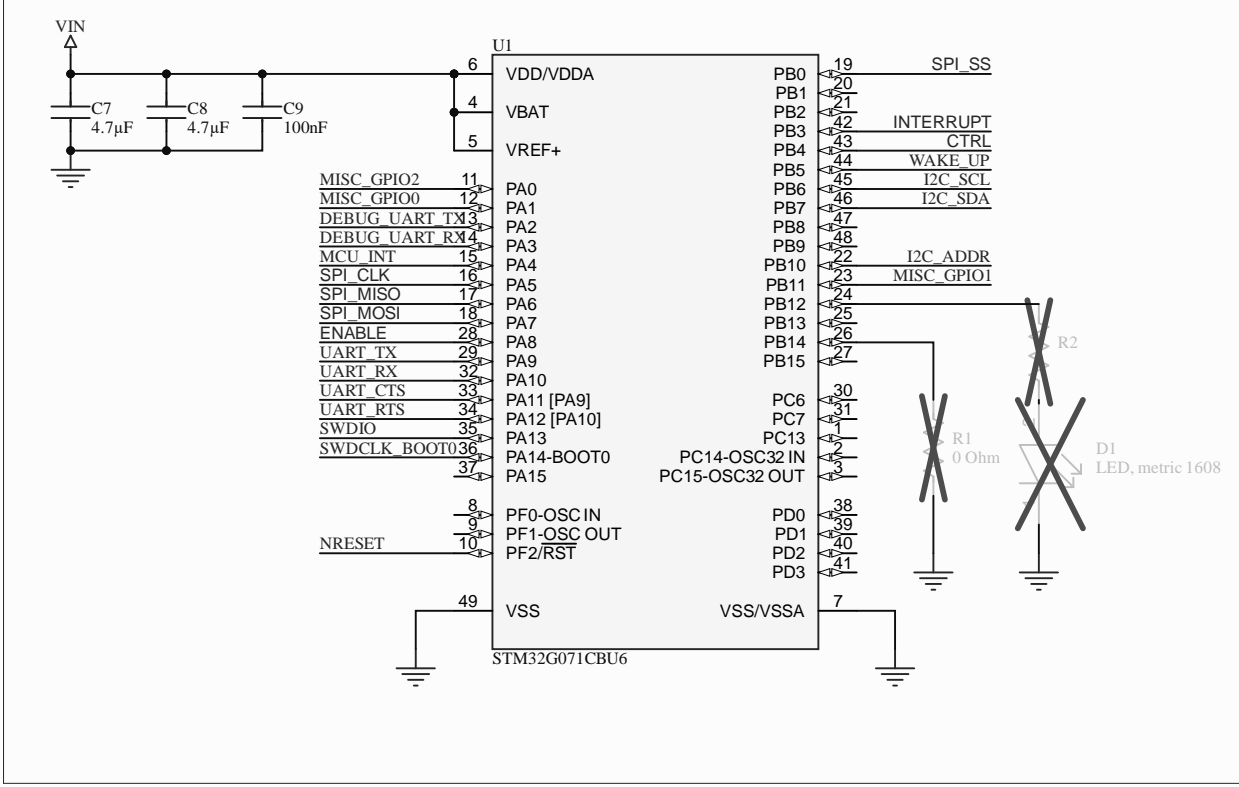 VIN
C7
4.7µF
C8
4.7µF
C9
100nF
U1
6 VDD/VDDA
4 VBAT
5 VREF+
MISC_GPIO2 11 PA0
MISC_GPIO0 12 PA1
DEBUG_UART_TX 13 PA2
DEBUG_UART_RX 14 PA3
MCU_INT 15 PA4
SPI_CLK 16 PA5
SPI_MISO 17 PA6
SPI_MOSI 18 PA7
ENABLE 28 PA8
UART_TX 29 PA9
UART_RX 32 PA10
UART_CTS 33 PA11 [PA9]
UART_RTS 34 PA12 [PA10]
SWDIO 35 PA13
SWDCLK_BOOT0 36 PA14-BOOT0
37 PA15
8 PF0-OSC IN
9 PF1-OSC OUT
NRESET 10 PF2/RST
49 VSS
PB0 19 SPI_SS
PB1 20
PB2 21
PB3 42 INTERRUPT
PB4 43 CTRL
PB5 44 WAKE_UP
PB6 45 I2C_SCL
PB7 46 I2C_SDA
PB8 47
PB9 48
PB10 22 I2C_ADDR
PB11 23 MISC_GPIO1
PB12 24
PB13 25
PB14 26
PB15 27
PC6 30
PC7 31
PC13 1
PC14-OSC32 IN 2
PC15-OSC32 OUT 3
PD0 38
PD1 39
PD2 40
PD3 41
VSS/VSSA 7
STM32G071CBU6
R2
R1
0 Ohm
D1
LED, metric 1608